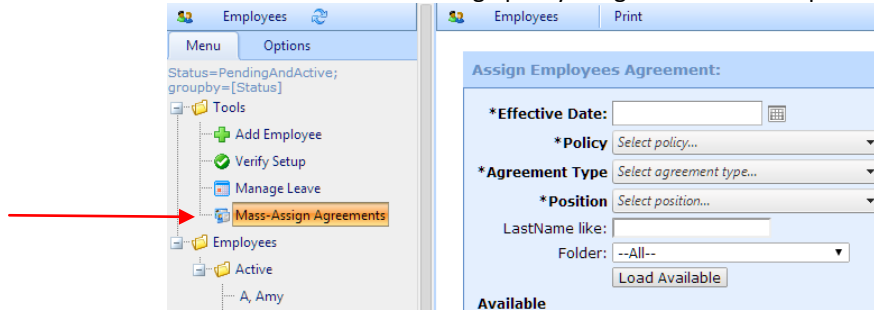 Employees
Menu Options
Status=PendingAndActive;
groupby=[Status]
Tools
Add Employee
Verify Setup
Manage Leave
Mass-Assign Agreements
Employees
Active
A, Amy
Employees Print
Assign Employees Agreement:
*Effective Date:
*Policy Select policy...
*Agreement Type Select agreement type...
*Position Select position...
LastName like:
Folder: --All--
Load Available
Available